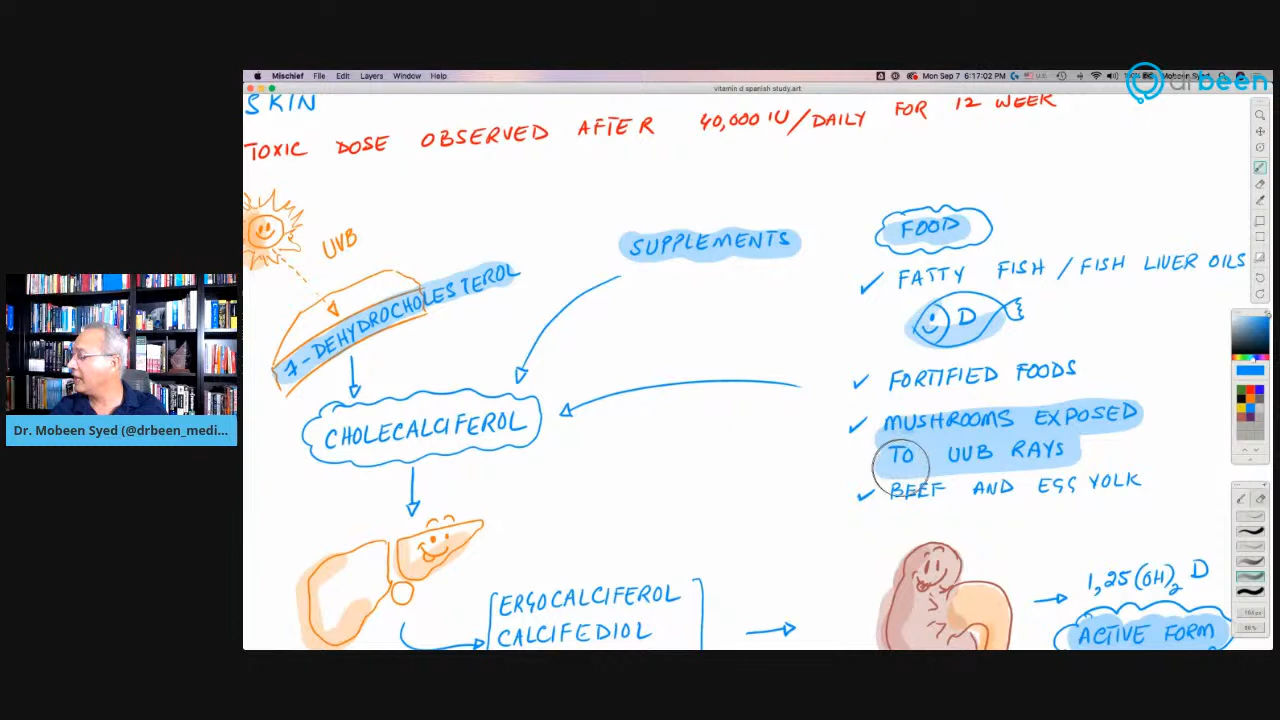 drbeen
Mischief File Edit Layers Window Help
Mon Sep 7 6:17:02 PM
vitamin d spanish study.art
SKIN
TOXIC DOSE OBSERVED AFTER 40,000 IU/DAILY FOR 12 WEEK
UVB
7-DEHYDROCHOLESTEROL
SUPPLEMENTS
FOOD
✓ FATTY FISH / FISH LIVER OILS
D
✓ FORTIFIED FOODS
✓ MUSHROOMS EXPOSED
TO UVB RAYS
✓ BEEF AND EGG YOLK
CHOLECALCIFEROL
Dr. Mobeen Syed (@drbeen_medi...
ERGOCALCIFEROL
CALCIFEDIOL
1,25(OH)₂ D
ACTIVE FORM